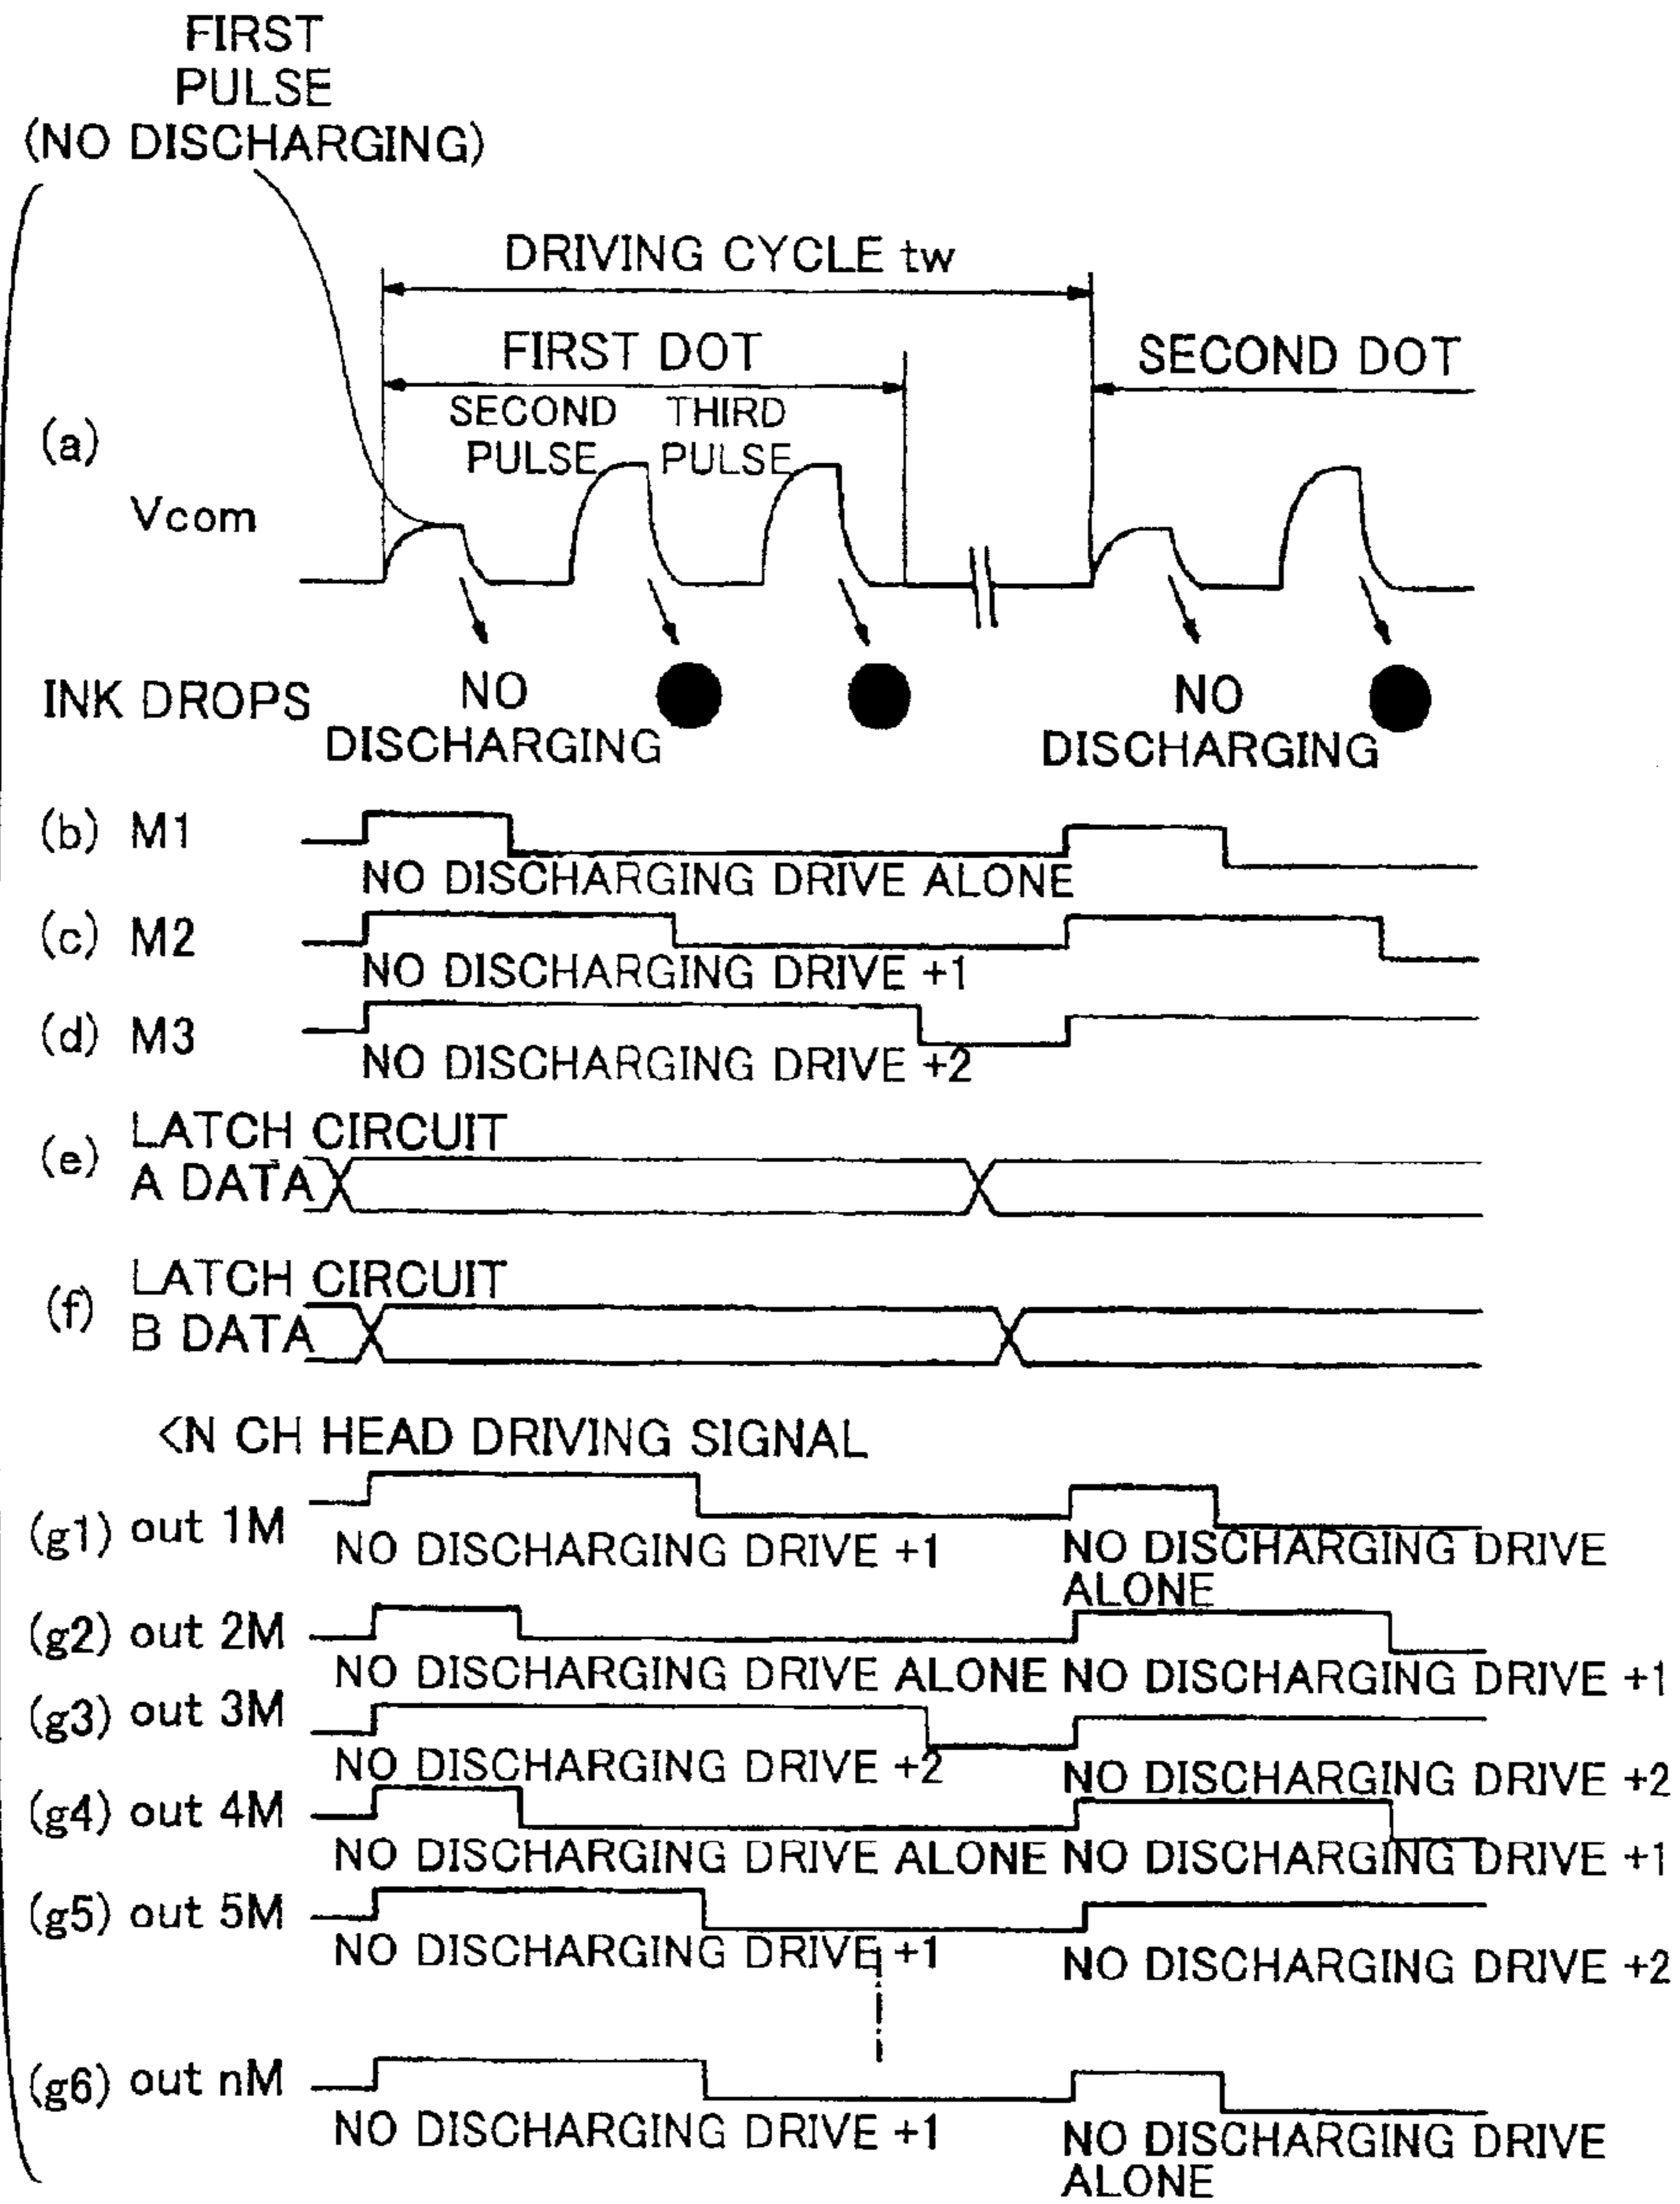 FIRST
PULSE
(NO DISCHARGING)
DRIVING CYCLE tw
FIRST DOT
SECOND DOT
SECOND
PULSE
THIRD
PULSE
(a)
Vcom
INK DROPS
NO
DISCHARGING
NO
DISCHARGING
(b) M1
NO DISCHARGING DRIVE ALONE
(c) M2
NO DISCHARGING DRIVE +1
(d) M3
NO DISCHARGING DRIVE +2
(e) LATCH CIRCUIT
A DATA
(f) LATCH CIRCUIT
B DATA
<N CH HEAD DRIVING SIGNAL
(g1) out 1M
NO DISCHARGING DRIVE +1
NO DISCHARGING DRIVE
ALONE
(g2) out 2M
NO DISCHARGING DRIVE ALONE
NO DISCHARGING DRIVE +1
(g3) out 3M
NO DISCHARGING DRIVE +2
NO DISCHARGING DRIVE +2
(g4) out 4M
NO DISCHARGING DRIVE ALONE
NO DISCHARGING DRIVE +1
(g5) out 5M
NO DISCHARGING DRIVE +1
NO DISCHARGING DRIVE +2
(g6) out nM
NO DISCHARGING DRIVE +1
NO DISCHARGING DRIVE
ALONE